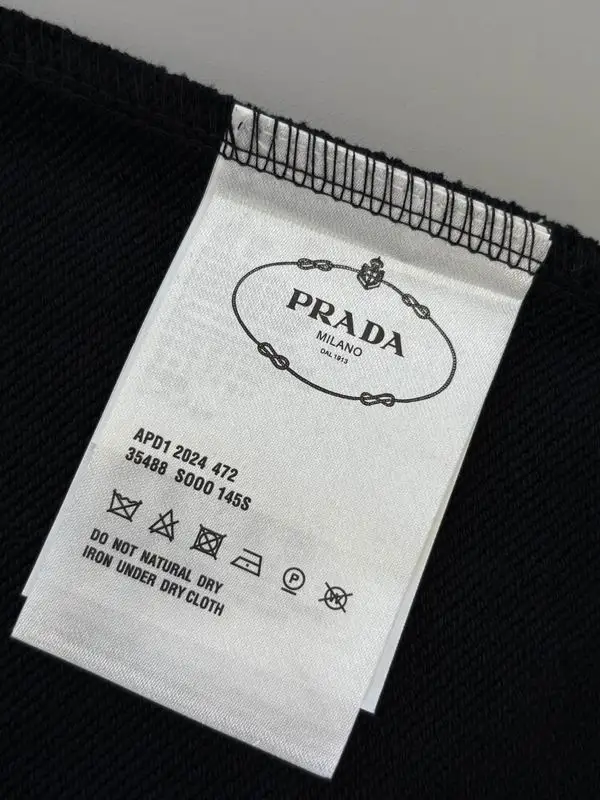 PRADA
MILANO
DAL 1913
APD1 2024 472
35488 S000 145S
P
W
DO NOT NATURAL DRY
IRON UNDER DRY CLOTH